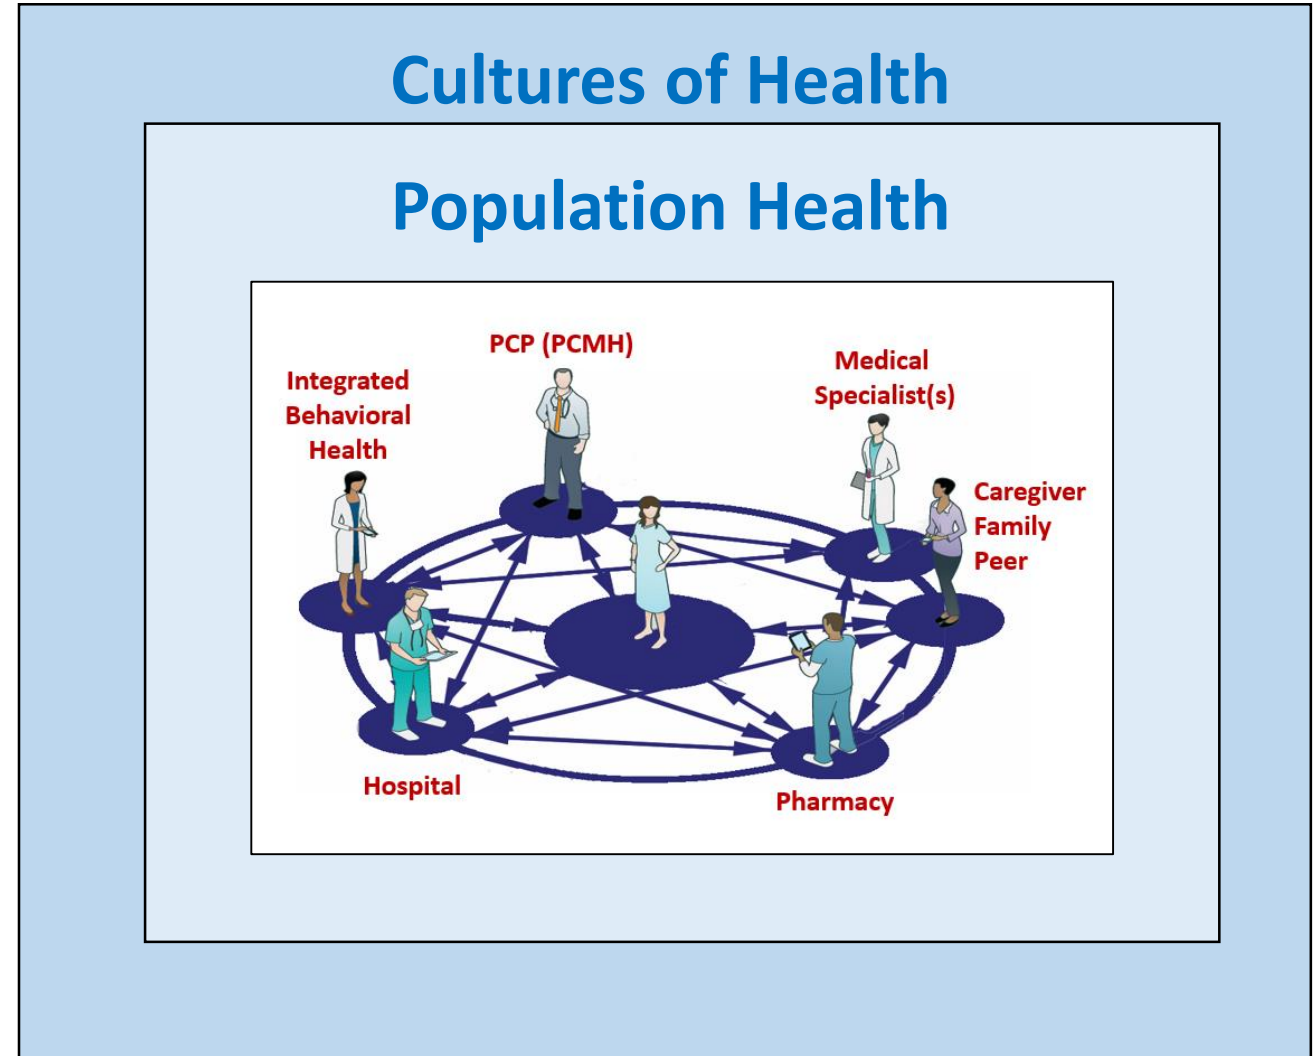 Cultures of Health
Population Health
PCP (PCMH)
Integrated
Behavioral
Health
Medical
Specialist(s)
Caregiver
Family
Peer
Hospital
Pharmacy